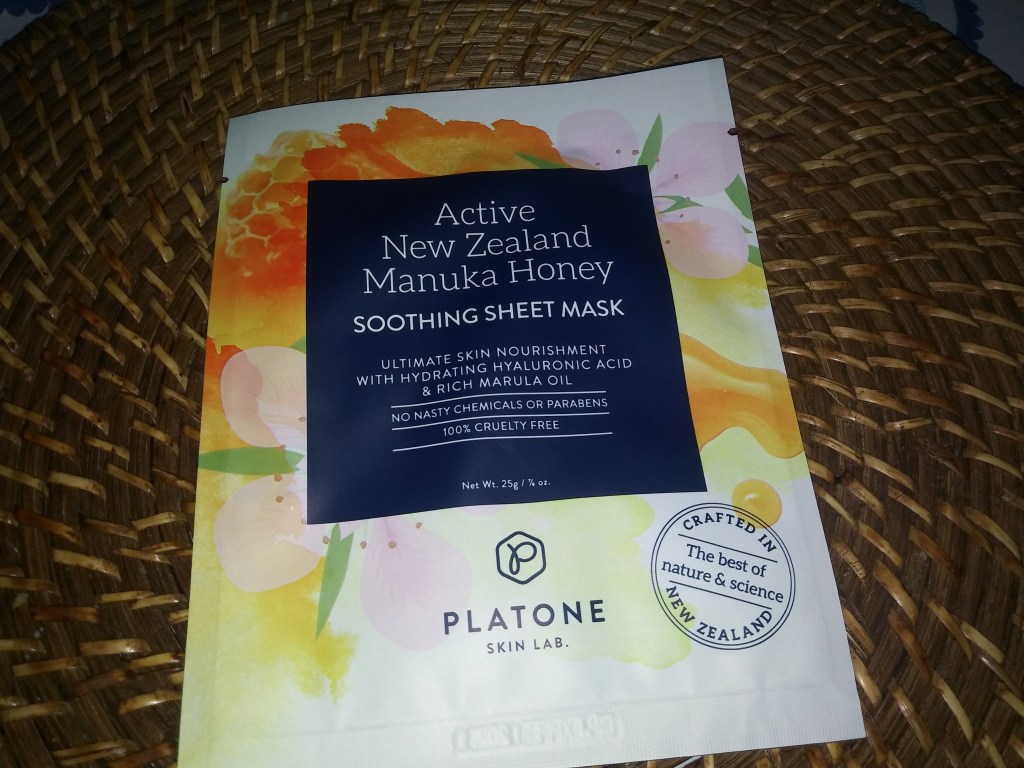 Active
New Zealand
Manuka Honey
SOOTHING SHEET MASK
ULTIMATE SKIN NOURISHMENT
WITH HYDRATING HYALURONIC ACID
& RICH MARULA OIL
NO NASTY CHEMICALS OR PARABENS
100% CRUELTY FREE
Net Wt. 25g / ⅞ oz.
PLATONE
SKIN LAB.
CRAFTED IN
The best of
nature & science
NEW ZEALAND